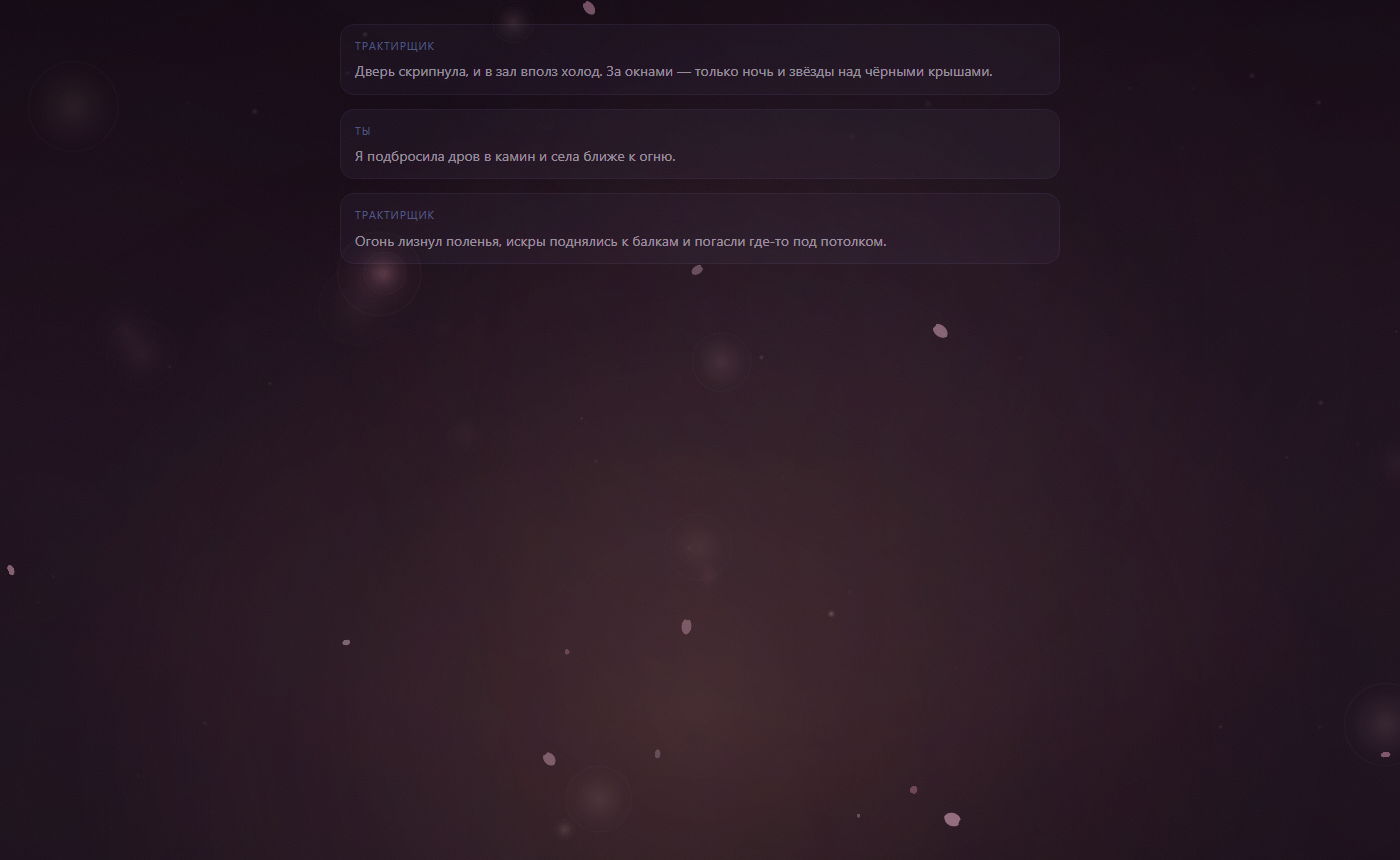 ТРАКТИРЩИК
Дверь скрипнула, и в зал вполз холод. За окнами — только ночь и звёзды над чёрными крышами.
ТЫ
Я подбросила дров в камин и села ближе к огню.
ТРАКТИРЩИК
Огонь лизнул поленья, искры поднялись к балкам и погасли где-то под потолком.